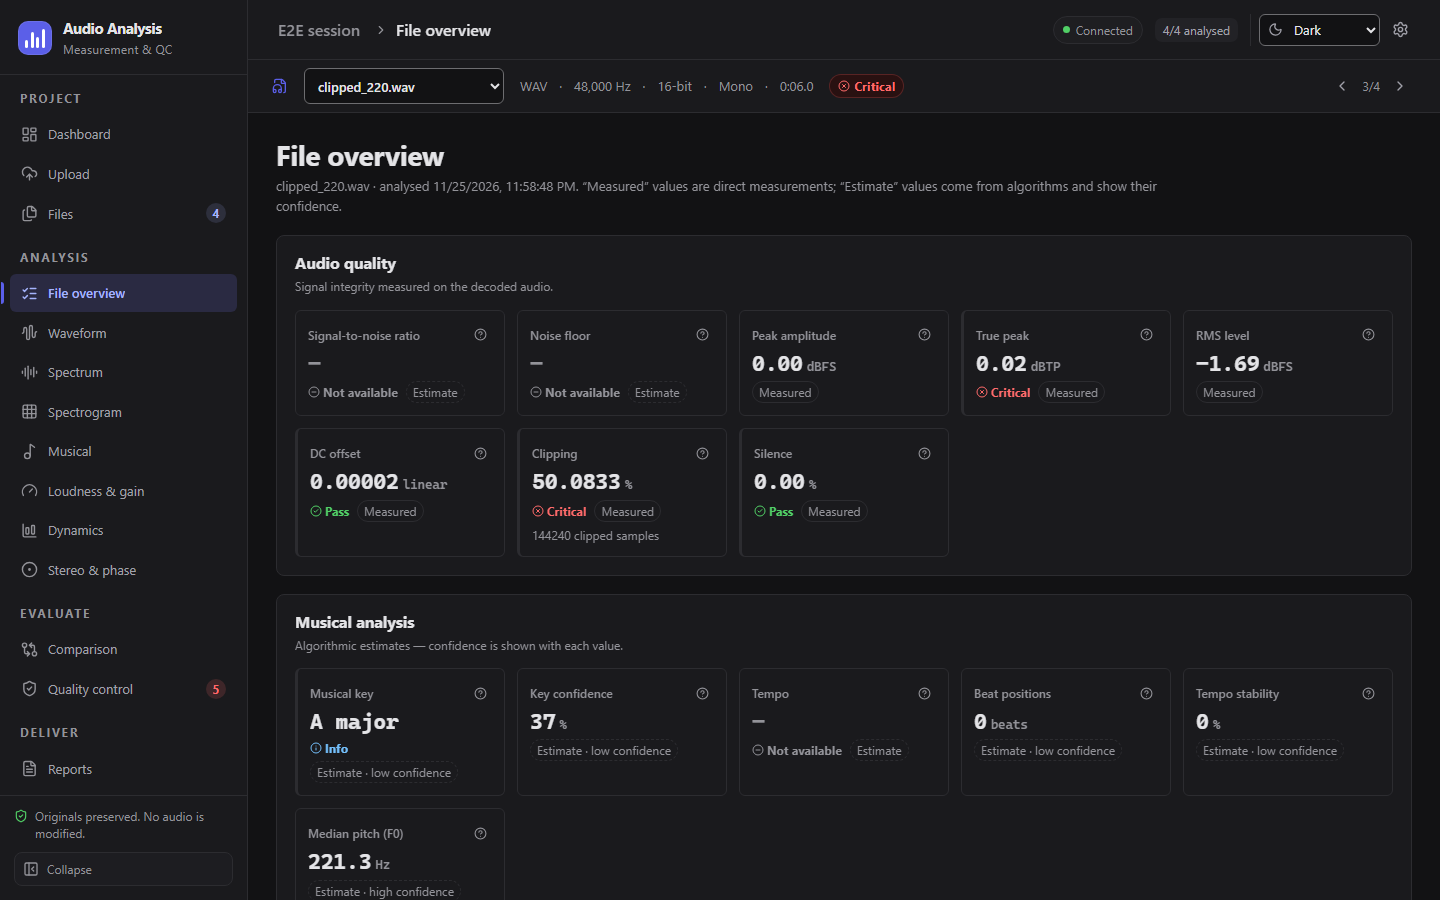 Audio Analysis
Measurement & QC
PROJECT
Dashboard
Upload
Files
4
ANALYSIS
File overview
Waveform
Spectrum
Spectrogram
Musical
Loudness & gain
Dynamics
Stereo & phase
EVALUATE
Comparison
Quality control
5
DELIVER
Reports
Originals preserved. No audio is
modified.
Collapse
E2E session
File overview
Connected
4/4 analysed
Dark
clipped_220.wav
WAV · 48,000 Hz · 16-bit · Mono · 0:06.0
Critical
3/4
File overview
clipped_220.wav · analysed 11/25/2026, 11:58:48 PM. “Measured” values are direct measurements; “Estimate” values come from algorithms and show their
confidence.
Audio quality
Signal integrity measured on the decoded audio.
Signal-to-noise ratio
—
Not available
Estimate
Noise floor
—
Not available
Estimate
Peak amplitude
0.00 dBFS
Measured
True peak
0.02 dBTP
Critical
Measured
RMS level
−1.69 dBFS
Measured
DC offset
0.00002 linear
Pass
Measured
Clipping
50.0833 %
Critical
Measured
144240 clipped samples
Silence
0.00 %
Pass
Measured
Musical analysis
Algorithmic estimates — confidence is shown with each value.
Musical key
A major
Info
Estimate · low confidence
Key confidence
37 %
Estimate · low confidence
Tempo
—
Not available
Estimate
Beat positions
0 beats
Estimate · low confidence
Tempo stability
0 %
Estimate · low confidence
Median pitch (F0)
221.3 Hz
Estimate · high confidence